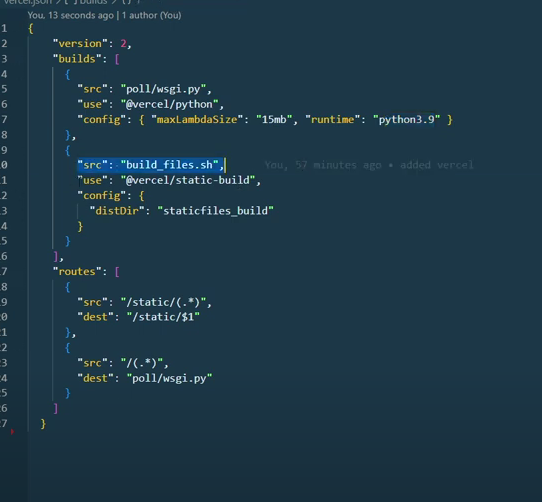 vercel.json > [ ] builds > { } 1
You, 13 seconds ago | 1 author (You)
1 {
2 "version": 2,
3 "builds": [
4 {
5 "src": "poll/wsgi.py",
6 "use": "@vercel/python",
7 "config": { "maxLambdaSize": "15mb", "runtime": "python3.9" }
8 },
9 {
0 "src": "build_files.sh", You, 57 minutes ago • added vercel
1 "use": "@vercel/static-build",
2 "config": {
3 "distDir": "staticfiles_build"
4 }
5 }
6 ],
7 "routes": [
8 {
9 "src": "/static/(.*)",
0 "dest": "/static/$1"
1 },
2 {
3 "src": "/(.*)",
4 "dest": "poll/wsgi.py"
5 }
6 ]
7 }